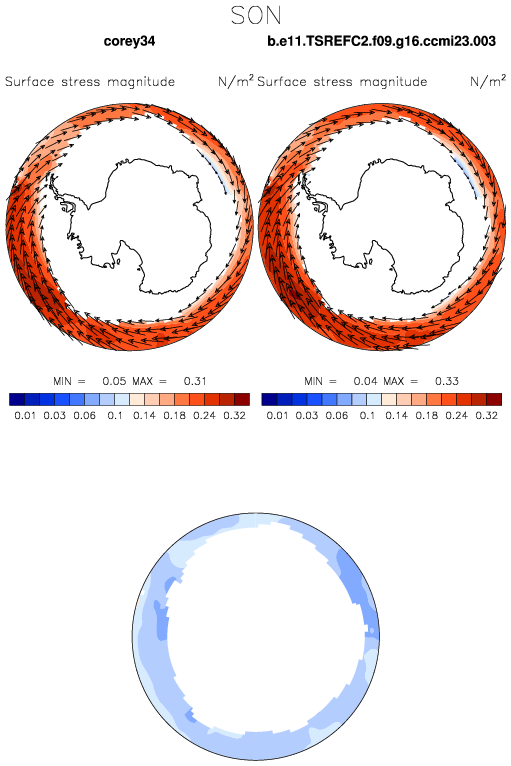 SON
corey34 b.e11.TSREFC2.f09.g16.ccmi23.003
Surface stress magnitude N/m² Surface stress magnitude N/m²
MIN = 0.05 MAX = 0.31 MIN = 0.04 MAX = 0.33
0.01 0.03 0.06 0.1 0.14 0.18 0.24 0.32 0.01 0.03 0.06 0.1 0.14 0.18 0.24 0.32